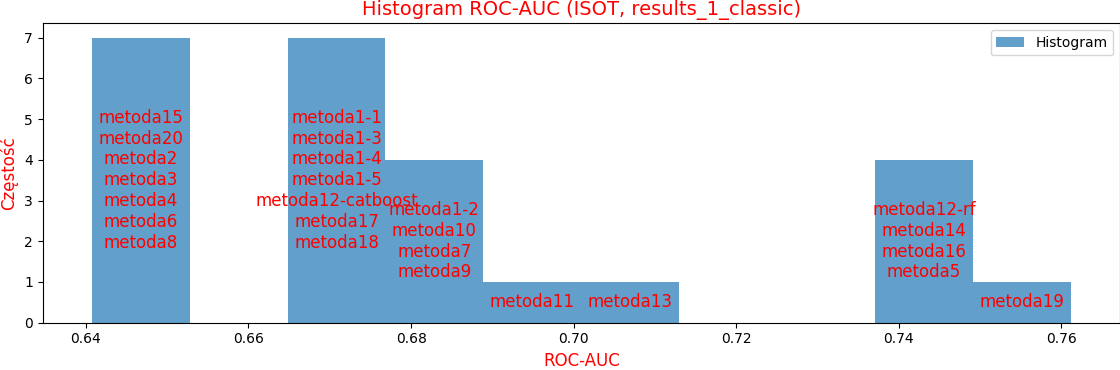 Histogram ROC-AUC (ISOT, results_1_classic)
Histogram
Częstość
7
6
5
4
3
2
1
0
metoda15
metoda20
metoda2
metoda3
metoda4
metoda6
metoda8
metoda1-1
metoda1-3
metoda1-4
metoda1-5
metoda12-catboost
metoda17
metoda18
metoda1-2
metoda10
metoda7
metoda9
metoda11
metoda13
metoda12-rf
metoda14
metoda16
metoda5
metoda19
0.64 0.66 0.68 0.70 0.72 0.74 0.76
ROC-AUC